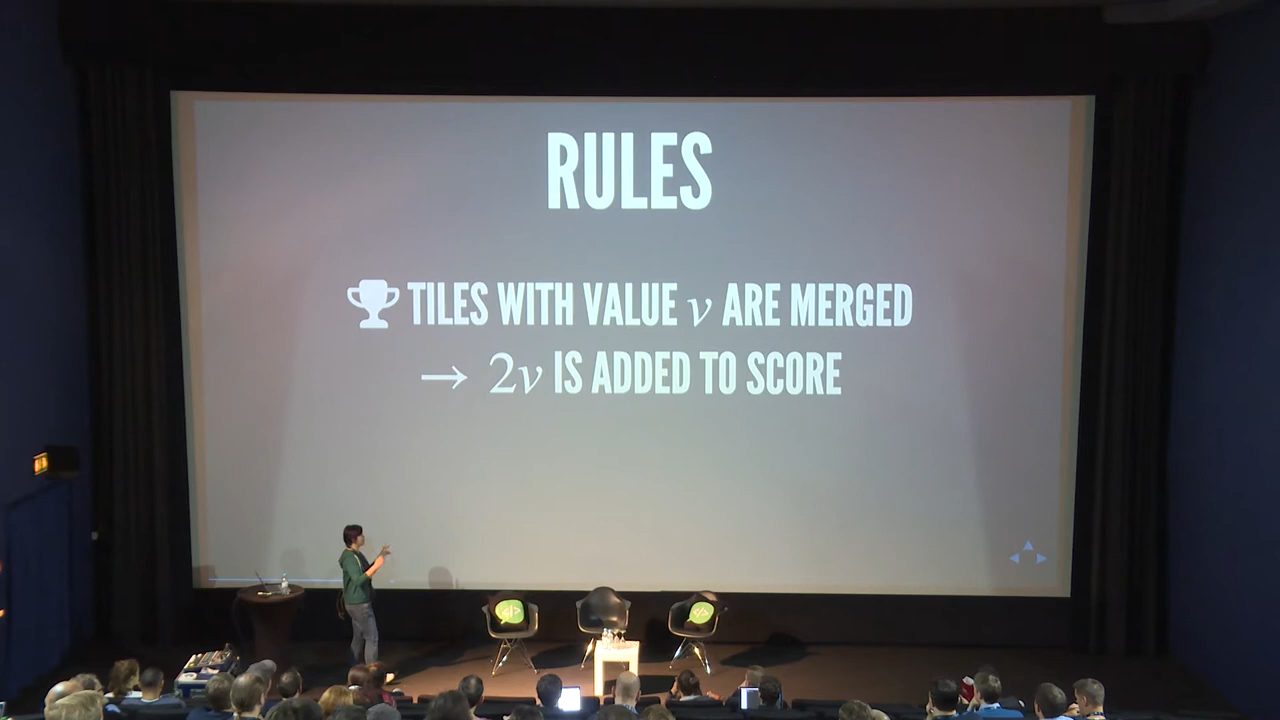 RULES
TILES WITH VALUE v ARE MERGED
→ 2v IS ADDED TO SCORE